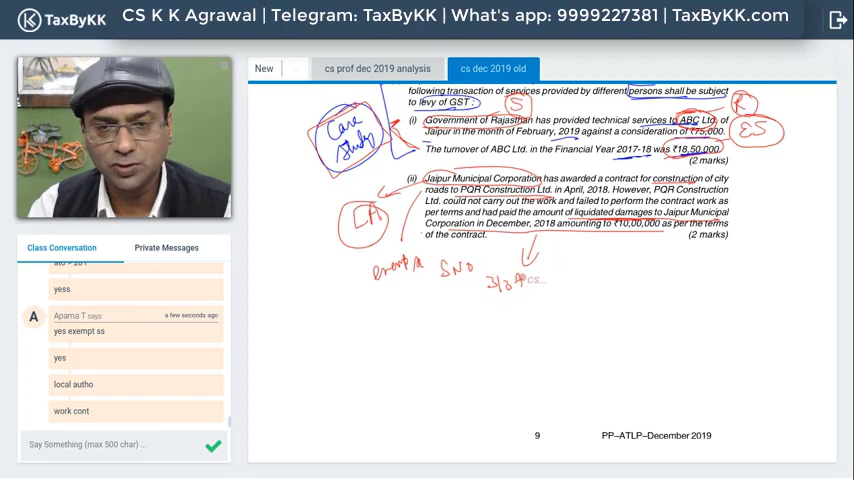 CS K K Agrawal | Telegram: TaxByKK | What's app: 9999227381 | TaxByKK.com
TaxByKK
New
cs prof dec 2019 analysis
cs dec 2019 old
following transaction of services provided by different persons shall be subject
to levy of GST :
S
R
(i) Government of Rajasthan has provided technical services to ABC Ltd. of
Jaipur in the month of February, 2019 against a consideration of ₹75,000.
ES
The turnover of ABC Ltd. in the Financial Year 2017-18 was ₹18,50,000.
(2 marks)
Case
study
(ii) Jaipur Municipal Corporation has awarded a contract for construction of city
roads to PQR Construction Ltd. in April, 2018. However, PQR Construction
Ltd. could not carry out the work and failed to perform the contract work as
per terms and had paid the amount of liquidated damages to Jaipur Municipal
Corporation in December, 2018 amounting to ₹10,00,000 as per the terms
of the contract.
(2 marks)
LA
SNO
cs...
9
PP–ATLP–December 2019
Class Conversation
Private Messages
yess
A
Aparna T says:
a few seconds ago
yes exempt ss
yes
local autho
work cont
Say Something (max 500 char) ...